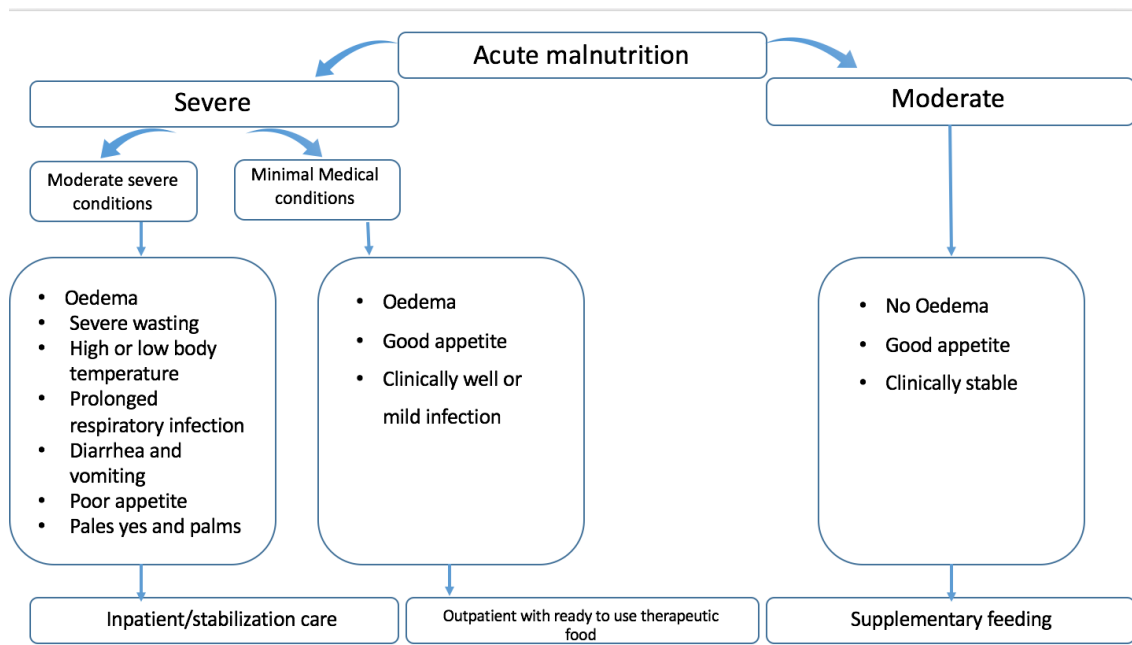 Acute malnutrition
Severe
Moderate
Moderate severe
conditions
Minimal Medical
conditions
• Oedema
• Severe wasting
• High or low body
temperature
• Prolonged
respiratory infection
• Diarrhea and
vomiting
• Poor appetite
• Pales yes and palms
• Oedema
• Good appetite
• Clinically well or
mild infection
• No Oedema
• Good appetite
• Clinically stable
Inpatient/stabilization care
Outpatient with ready to use therapeutic
food
Supplementary feeding